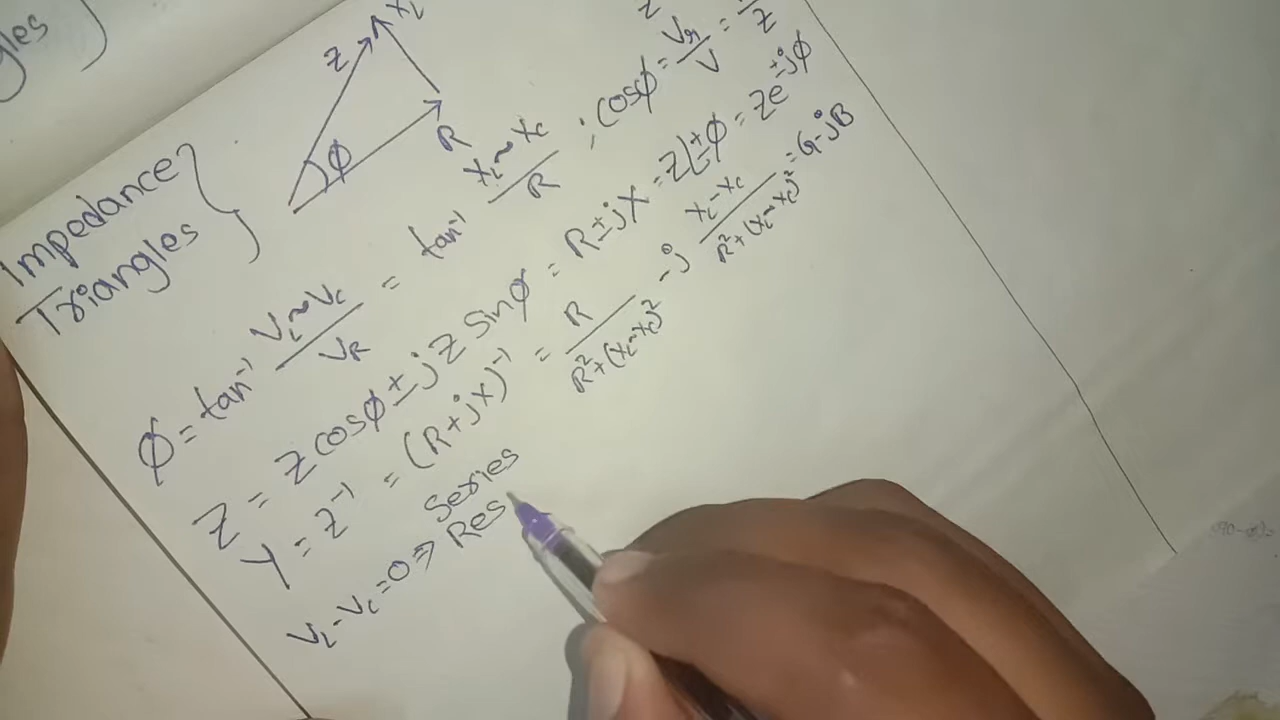 gles
X_L
Z
Φ
R
Impedance
Triangles
Φ = tan⁻¹ V_L~V_C / V_R = tan⁻¹ X_L~X_C / R ; cosΦ = V_R / V = / Z
Z = Z cosΦ ± jZ sinΦ = R ± jX = Z∠±Φ = Ze^±jΦ
Y = Z⁻¹ = (R+jX)⁻¹ = R / R²+(X_L~X_C)² - j X_L-X_C / R²+(X_L~X_C)² = G-jB
V_L-V_C=0 ⇒ Series
Res